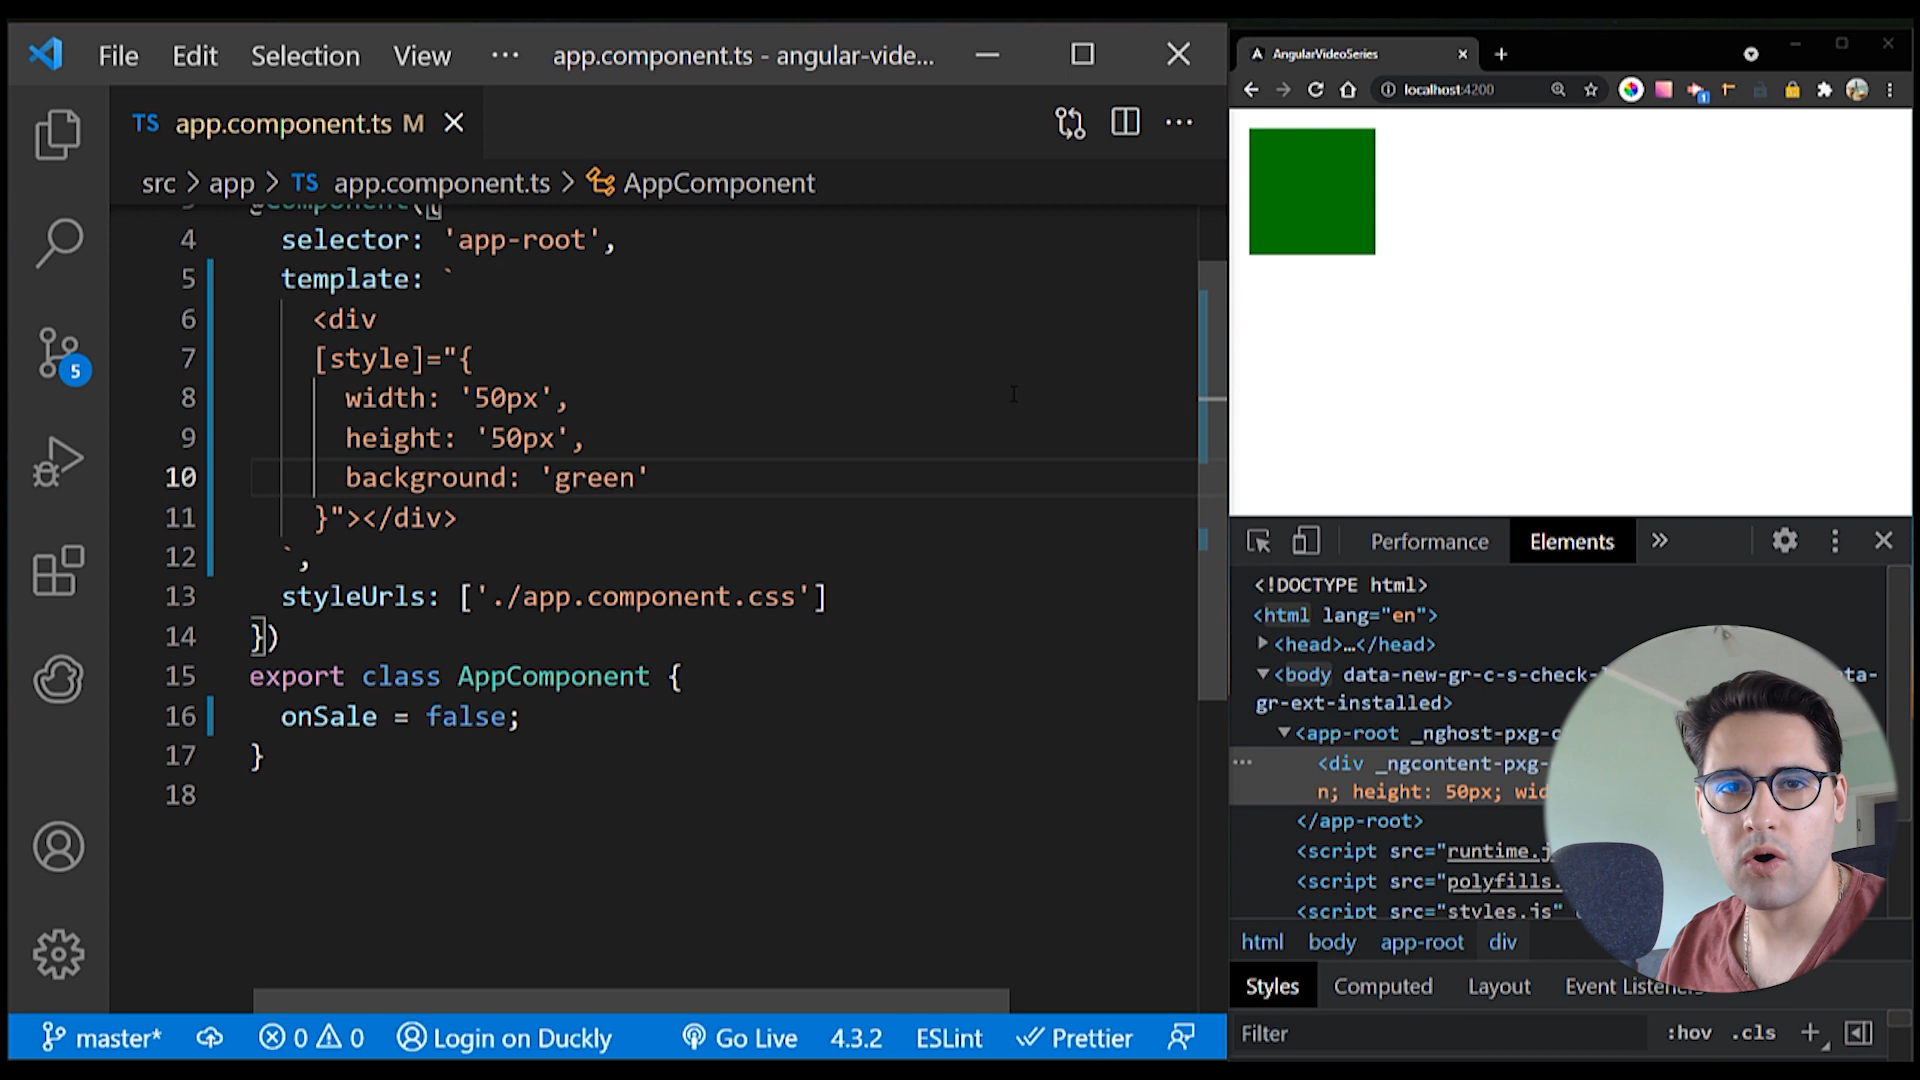 File Edit Selection View ··· app.component.ts - angular-vide...
TS app.component.ts M
src > app > TS app.component.ts > AppComponent
3 @Component({
4 selector: 'app-root',
5 template: `
6 <div
7 [style]="{
8 width: '50px',
9 height: '50px',
10 background: 'green'
11 }"></div>
12 `,
13 styleUrls: ['./app.component.css']
14 })
15 export class AppComponent {
16 onSale = false;
17 }
18
5
master* 0 0 Login on Duckly Go Live 4.3.2 ESLint Prettier
AngularVideoSeries
localhost:4200
Performance Elements »
<!DOCTYPE html>
<html lang="en">
<head>…</head>
<body data-new-gr-c-s-check- ta-
gr-ext-installed>
<app-root _nghost-pxg-c
<div _ngcontent-pxg-
n; height: 50px; wid
</app-root>
<script src="runtime.j
<script src="polyfills.
<script src="styles.js"
html body app-root div
Styles Computed Layout Event Listeners
Filter :hov .cls +